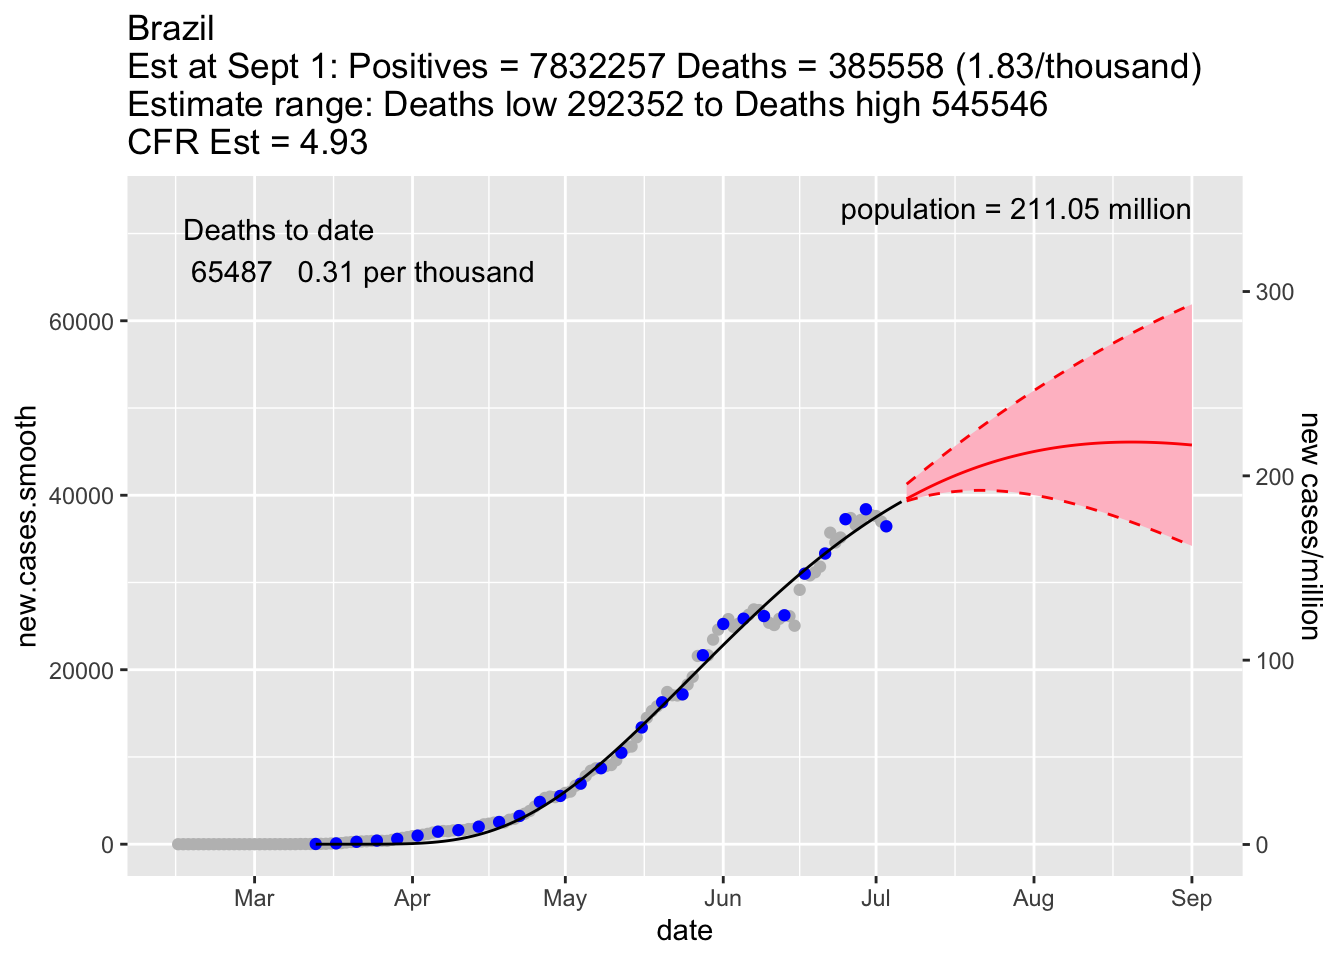 Brazil
Est at Sept 1: Positives = 7832257 Deaths = 385558 (1.83/thousand)
Estimate range: Deaths low 292352 to Deaths high 545546
CFR Est = 4.93
population = 211.05 million
Deaths to date
65487 0.31 per thousand
60000
40000
20000
0
new.cases.smooth
300
200
100
0
new cases/million
Mar Apr May Jun Jul Aug Sep
date